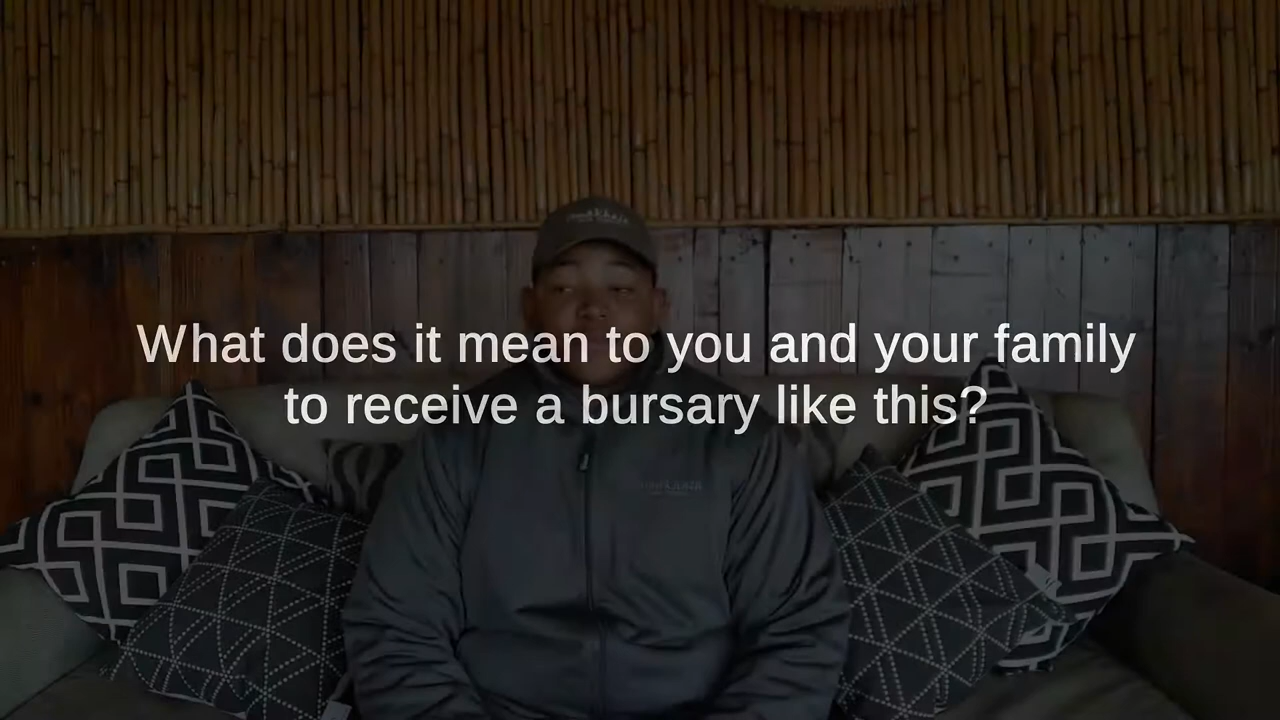 What does it mean to you and your family
to receive a bursary like this?